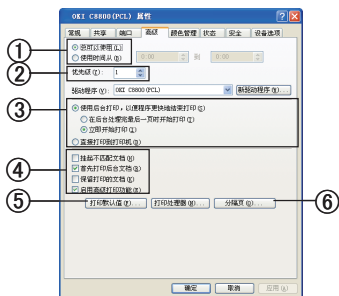 OKI C8800(PCL) 属性
常规 共享 端口 高级 颜色管理 状态 安全 设备选项
① 总可以使用(L)
使用时间从(B) 0:00 到 0:00
② 优先级(Y): 1
驱动程序(V): OKI C8800(PCL) 新驱动程序(W)...
③ 使用后台打印，以便程序更快地结束打印(S)
在后台处理完最后一页时开始打印(T)
立即开始打印(I)
直接打印到打印机(D)
④ 挂起不匹配文档(H)
首先打印后台文档(R)
保留打印的文档(K)
启用高级打印功能(E)
⑤ 打印默认值(F)... 打印处理器(N)... 分隔页(O)... ⑥
确定 取消 应用(A)